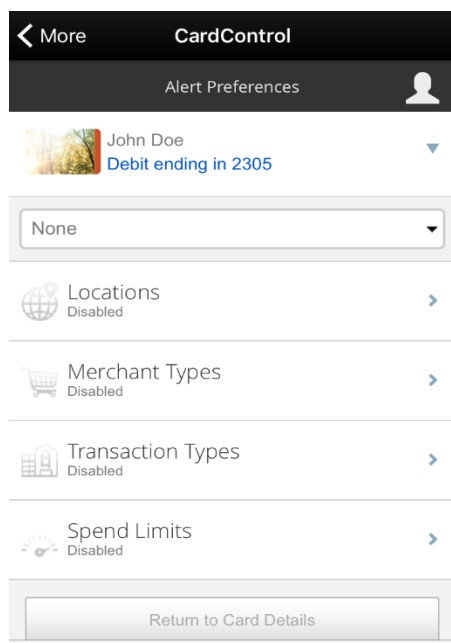 More
CardControl
Alert Preferences
John Doe
Debit ending in 2305
None
Locations
Disabled
Merchant Types
Disabled
Transaction Types
Disabled
Spend Limits
Disabled
Return to Card Details